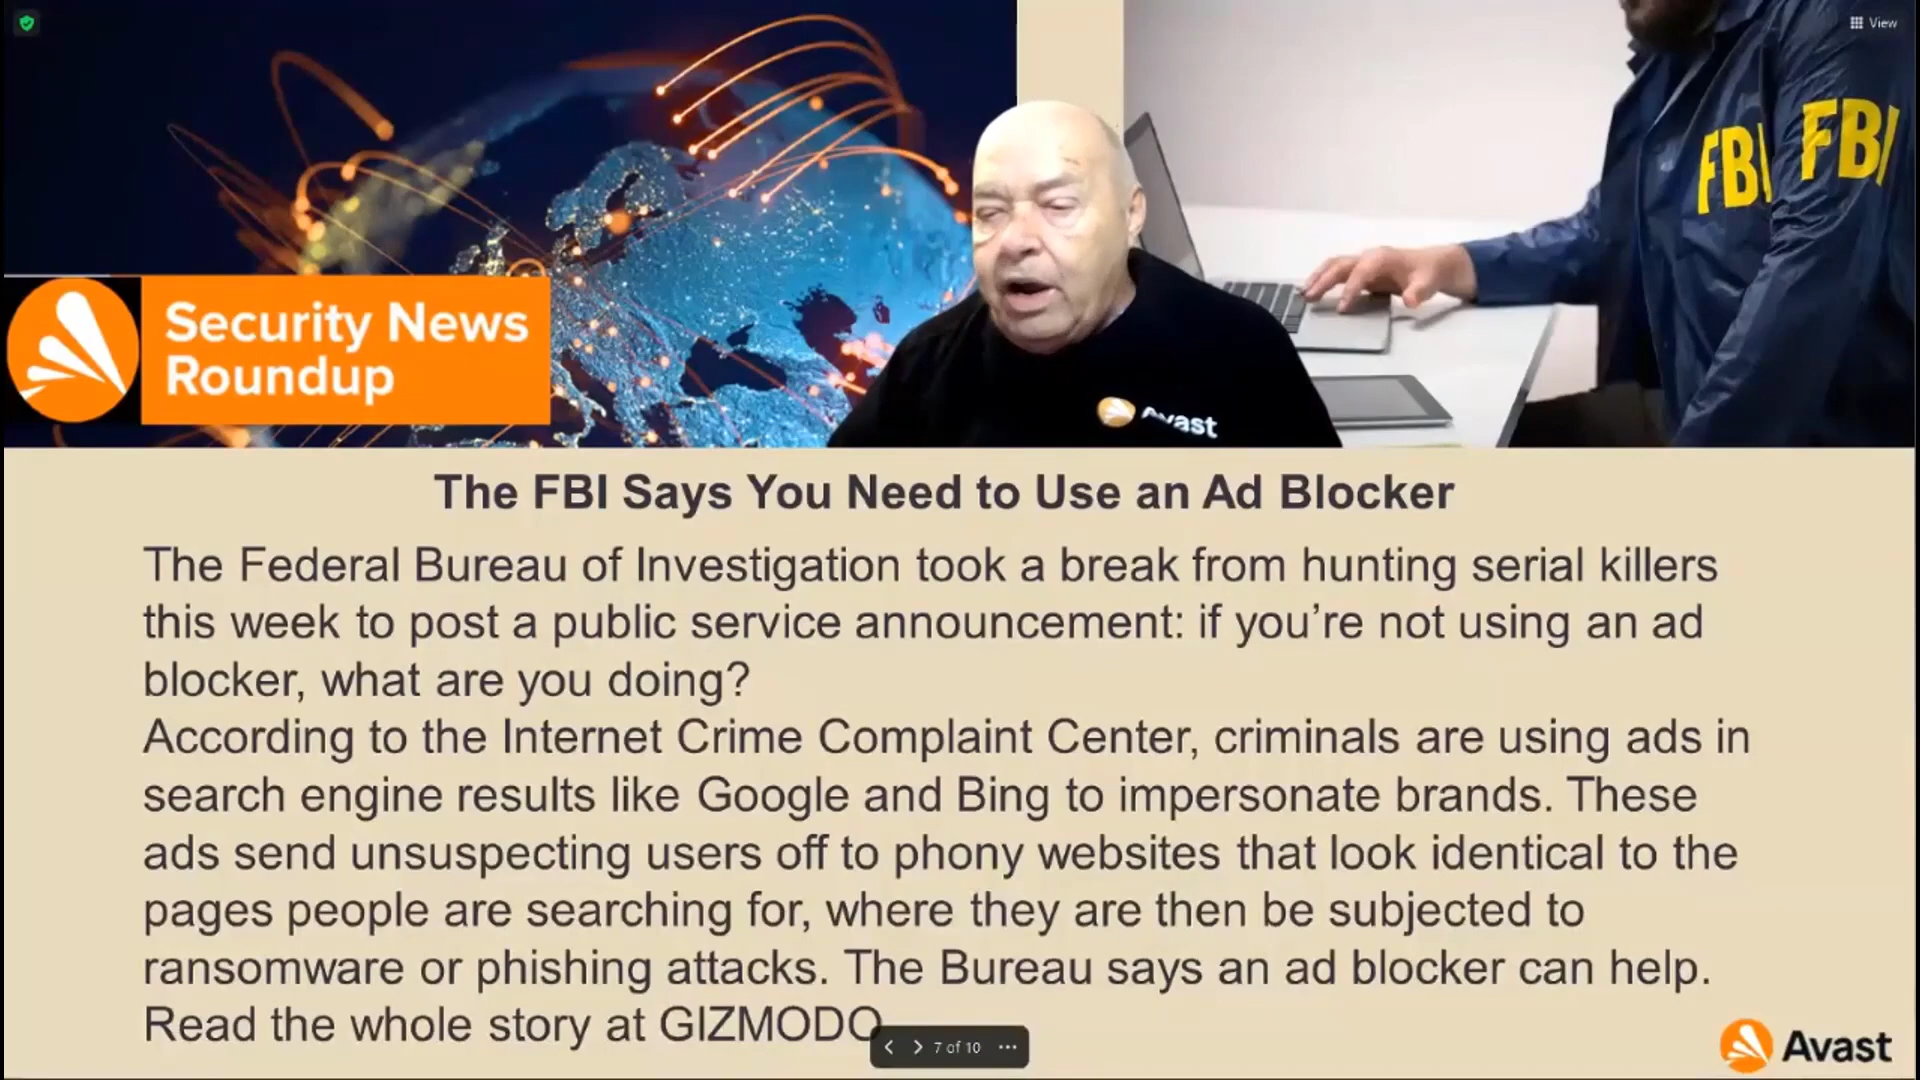 View
FBI
FBI
Security News
Roundup
Avast
The FBI Says You Need to Use an Ad Blocker
The Federal Bureau of Investigation took a break from hunting serial killers
this week to post a public service announcement: if you’re not using an ad
blocker, what are you doing?
According to the Internet Crime Complaint Center, criminals are using ads in
search engine results like Google and Bing to impersonate brands. These
ads send unsuspecting users off to phony websites that look identical to the
pages people are searching for, where they are then be subjected to
ransomware or phishing attacks. The Bureau says an ad blocker can help.
Read the whole story at GIZMODO
7 of 10
Avast